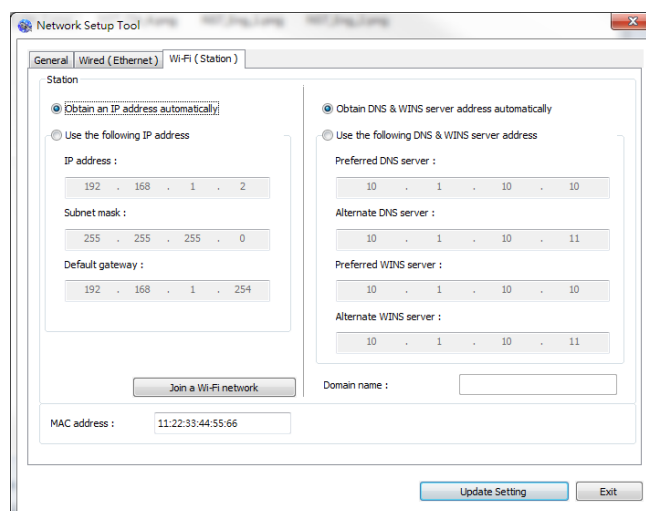 Network Setup Tool
General
Wired ( Ethernet )
Wi-Fi ( Station )
Station
Obtain an IP address automatically
Use the following IP address
IP address :
192 . 168 . 1 . 2
Subnet mask :
255 . 255 . 255 . 0
Default gateway :
192 . 168 . 1 . 254
Join a Wi-Fi network
Obtain DNS & WINS server address automatically
Use the following DNS & WINS server address
Preferred DNS server :
10 . 1 . 10 . 10
Alternate DNS server :
10 . 1 . 10 . 11
Preferred WINS server :
10 . 1 . 10 . 10
Alternate WINS server :
10 . 1 . 10 . 11
Domain name :
MAC address :
11:22:33:44:55:66
Update Setting
Exit